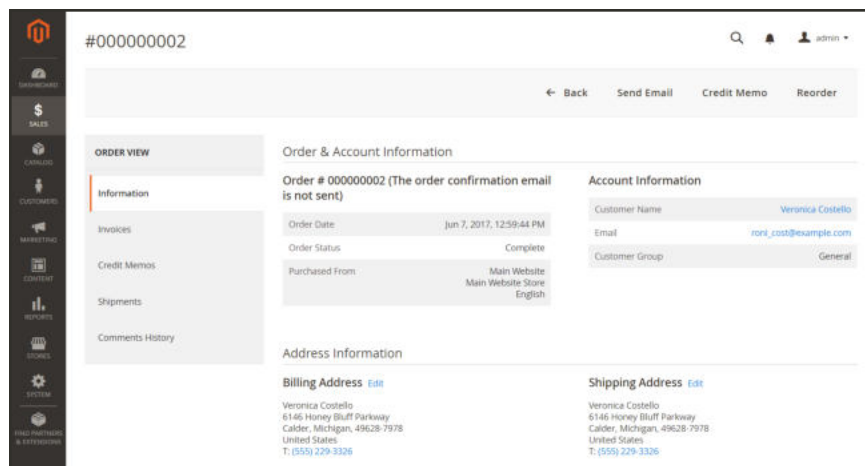 #000000002
admin
DASHBOARD
SALES
CATALOG
CUSTOMERS
MARKETING
CONTENT
REPORTS
STORES
SYSTEM
FIND PARTNERS
& EXTENSIONS
← Back Send Email Credit Memo Reorder
ORDER VIEW
Information
Invoices
Credit Memos
Shipments
Comments History
Order & Account Information
Order # 000000002 (The order confirmation email
is not sent)
Order Date Jun 7, 2017, 12:59:44 PM
Order Status Complete
Purchased From Main Website
Main Website Store
English
Account Information
Customer Name Veronica Costello
Email roni_cost@example.com
Customer Group General
Address Information
Billing Address Edit
Veronica Costello
6146 Honey Bluff Parkway
Calder, Michigan, 49628-7978
United States
T: (555) 229-3326
Shipping Address Edit
Veronica Costello
6146 Honey Bluff Parkway
Calder, Michigan, 49628-7978
United States
T: (555) 229-3326